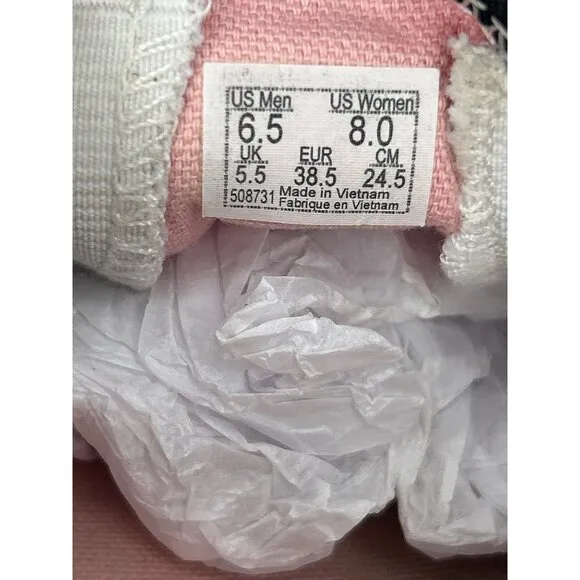 US Men US Women
6.5 8.0
UK EUR CM
5.5 38.5 24.5
508731 Made in Vietnam
Fabrique en Vietnam